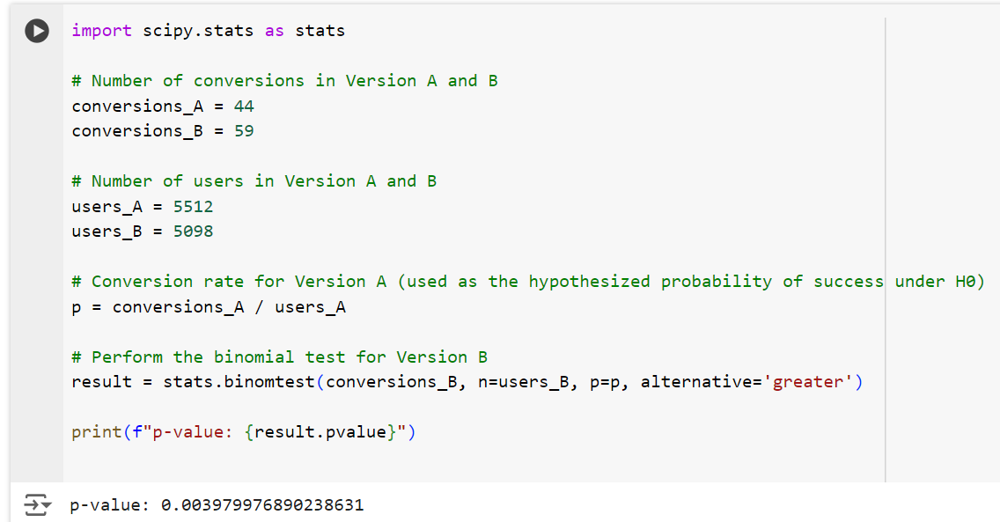 import scipy.stats as stats
# Number of conversions in Version A and B
conversions_A = 44
conversions_B = 59
# Number of users in Version A and B
users_A = 5512
users_B = 5098
# Conversion rate for Version A (used as the hypothesized probability of success under H0)
p = conversions_A / users_A
# Perform the binomial test for Version B
result = stats.binomtest(conversions_B, n=users_B, p=p, alternative='greater')
print(f"p-value: {result.pvalue}")
p-value: 0.003979976890238631